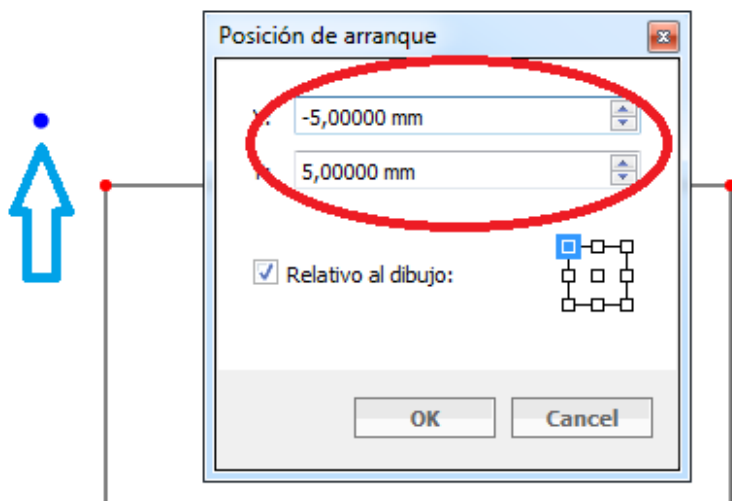 Posición de arranque
-5,00000 mm
5,00000 mm
Relativo al dibujo:
OK Cancel